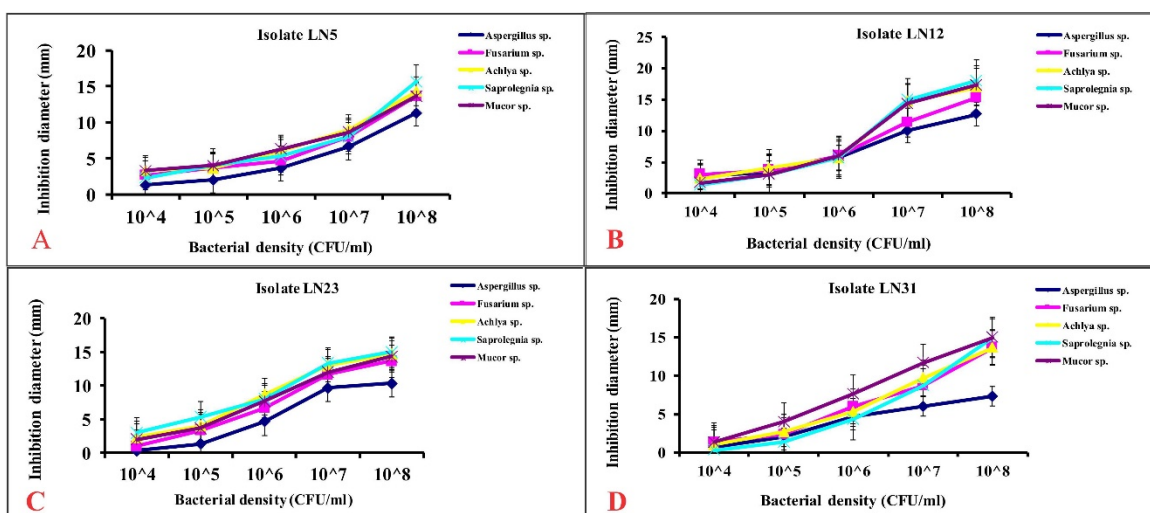 Isolate LN5
Inhibition diameter (mm)
20
15
10
5
0
10^4 10^5 10^6 10^7 10^8
Bacterial density (CFU/ml)
Aspergillus sp.
Fusarium sp.
Achlya sp.
Saprolegnia sp.
Mucor sp.
A
Isolate LN12
Inhibition diameter (mm)
25
20
15
10
5
0
10^4 10^5 10^6 10^7 10^8
Bacterial density (CFU/ml)
Aspergillus sp.
Fusarium sp.
Achlya sp.
Saprolegnia sp.
Mucor sp.
B
Isolate LN23
Inhibition diameter (mm)
20
15
10
5
0
10^4 10^5 10^6 10^7 10^8
Bacterial density (CFU/ml)
Aspergillus sp.
Fusarium sp.
Achlya sp.
Saprolegnia sp.
Mucor sp.
C
Isolate LN31
Inhibition diameter (mm)
20
15
10
5
0
10^4 10^5 10^6 10^7 10^8
Bacterial density (CFU/ml)
Aspergillus sp.
Fusarium sp.
Achlya sp.
Saprolegnia sp.
Mucor sp.
D